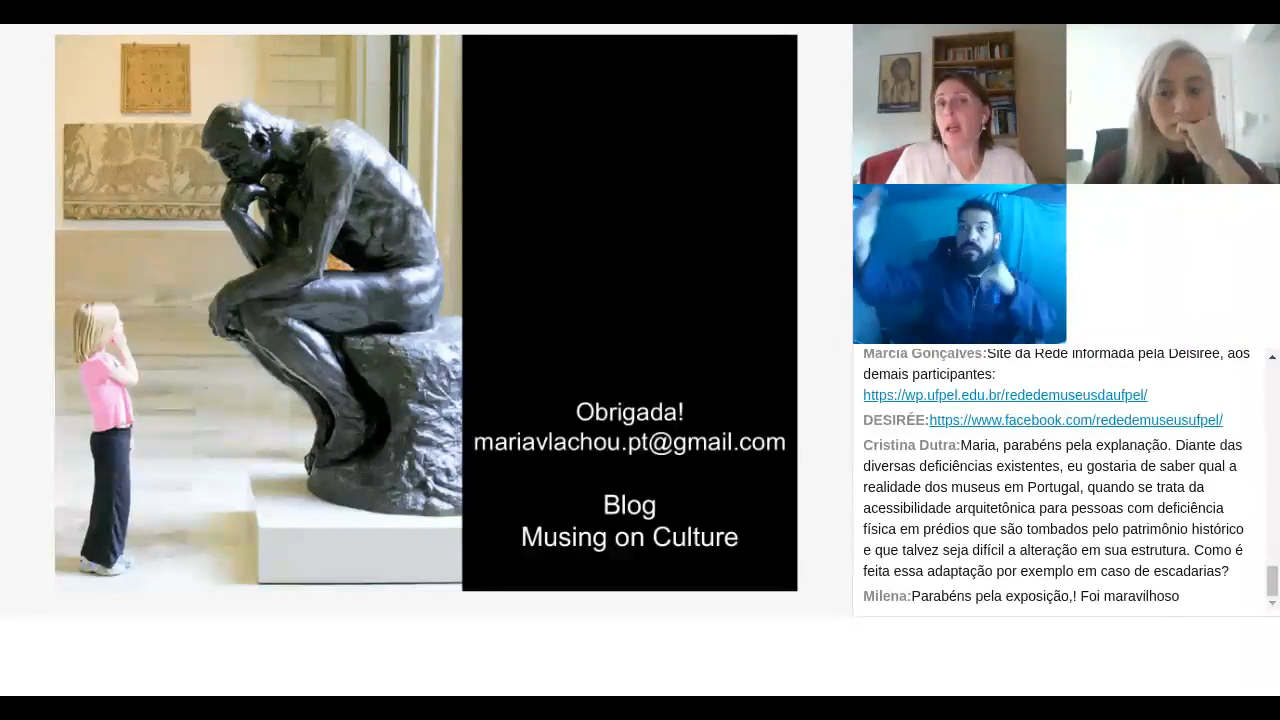 Obrigada!
mariavlachou.pt@gmail.com
Blog
Musing on Culture
Marcia Gonçalves:Site da Rede informada pela Deisirée, aos
demais participantes:
https://wp.ufpel.edu.br/rededemuseusdaufpel/
DESIRÉE:https://www.facebook.com/rededemuseusufpel/
Cristina Dutra:Maria, parabéns pela explanação. Diante das
diversas deficiências existentes, eu gostaria de saber qual a
realidade dos museus em Portugal, quando se trata da
acessibilidade arquitetônica para pessoas com deficiência
física em prédios que são tombados pelo patrimônio histórico
e que talvez seja difícil a alteração em sua estrutura. Como é
feita essa adaptação por exemplo em caso de escadarias?
Milena:Parabéns pela exposição,! Foi maravilhoso